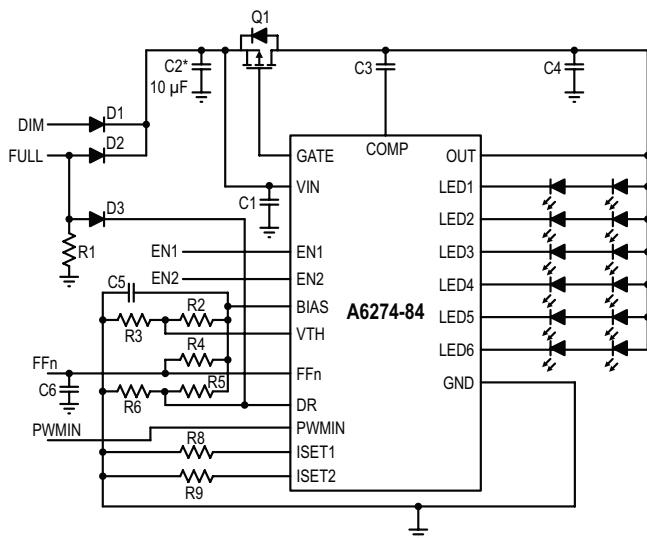 Q1
C2*
10 µF
C3
C4
D1
DIM
D2
FULL
GATE
COMP
OUT
VIN
LED1
C1
D3
LED2
R1
EN1
EN1
LED3
EN2
EN2
LED4
C5
R2
BIAS
A6274-84
LED5
R3
VTH
R4
LED6
FFn
FFn
R5
GND
C6
R6
DR
PWMIN
PWMIN
R8
ISET1
ISET2
R9